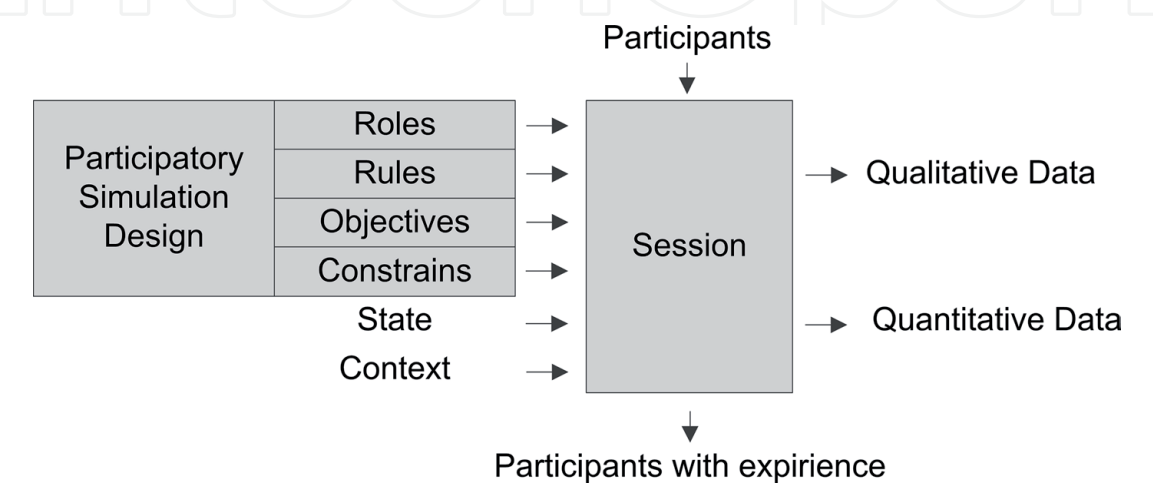 Participants
Participatory
Simulation
Design
Roles
Rules
Objectives
Constrains
State
Context
Session
Qualitative Data
Quantitative Data
Participants with expirience